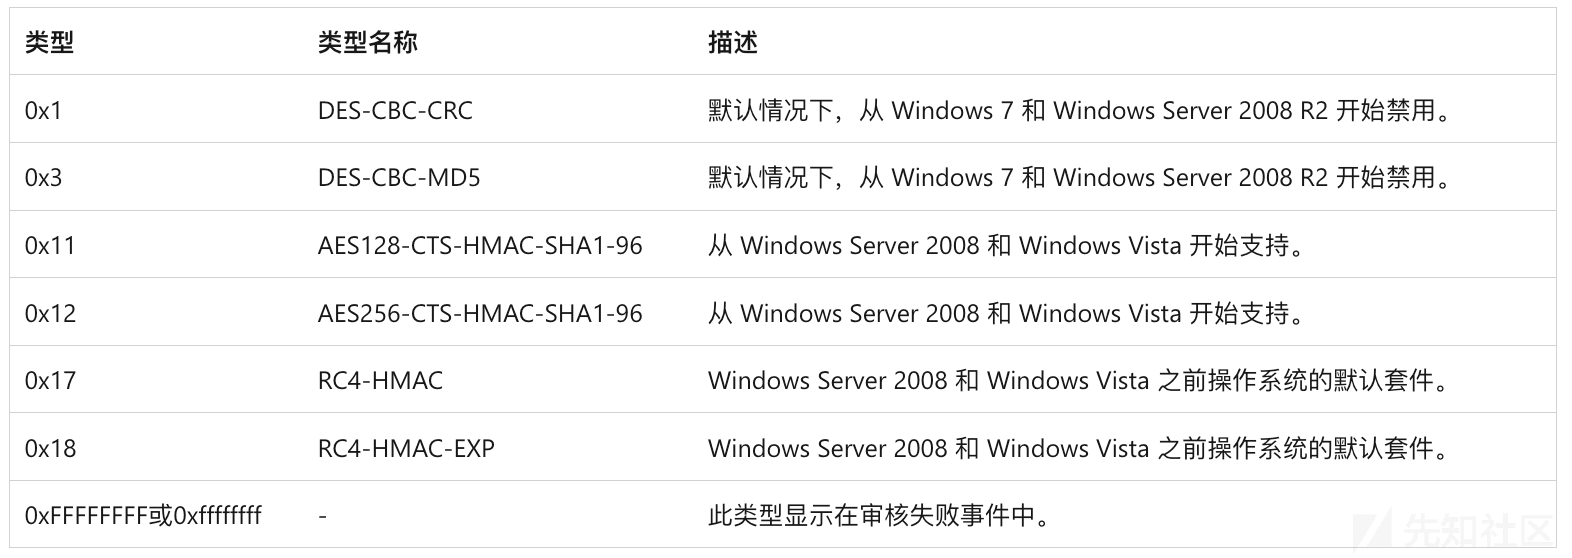 类型 类型名称 描述
0x1 DES-CBC-CRC 默认情况下，从 Windows 7 和 Windows Server 2008 R2 开始禁用。
0x3 DES-CBC-MD5 默认情况下，从 Windows 7 和 Windows Server 2008 R2 开始禁用。
0x11 AES128-CTS-HMAC-SHA1-96 从 Windows Server 2008 和 Windows Vista 开始支持。
0x12 AES256-CTS-HMAC-SHA1-96 从 Windows Server 2008 和 Windows Vista 开始支持。
0x17 RC4-HMAC Windows Server 2008 和 Windows Vista 之前操作系统的默认套件。
0x18 RC4-HMAC-EXP Windows Server 2008 和 Windows Vista 之前操作系统的默认套件。
0xFFFFFFFF或0xffffffff - 此类型显示在审核失败事件中。
先知社区